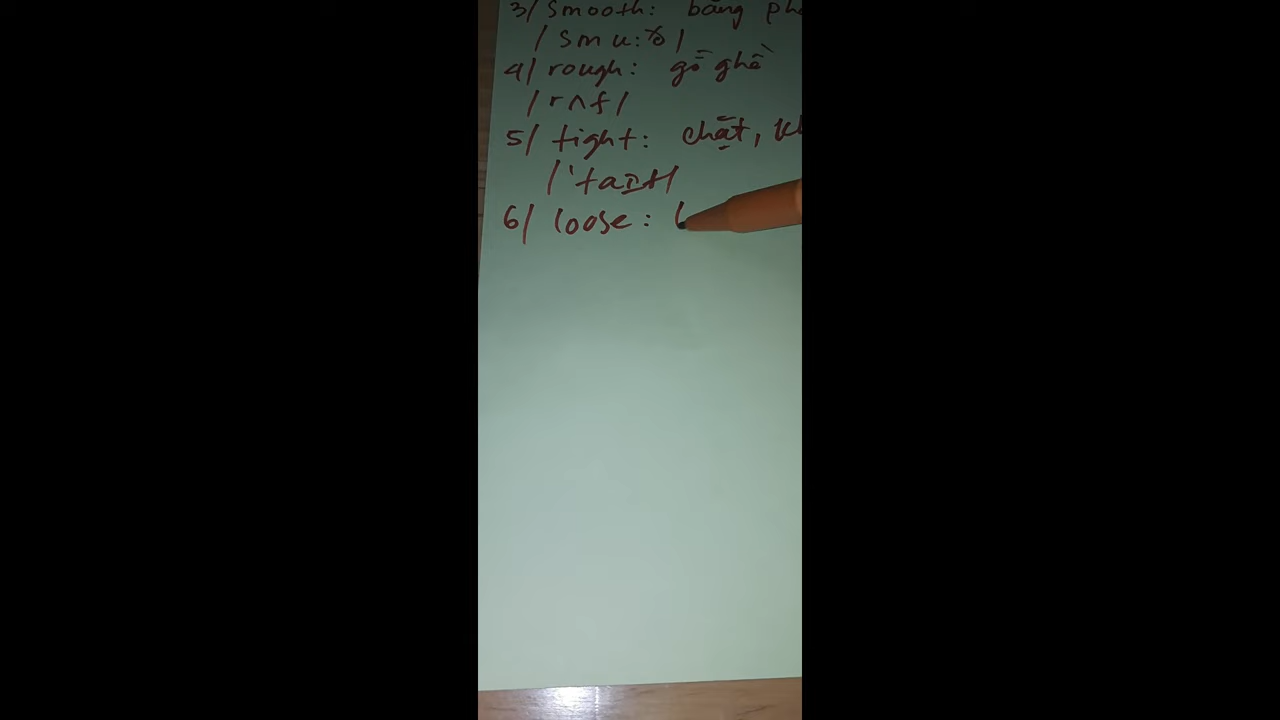 3/ smooth: bằng
/smu:ð/
4/ rough: gồ ghề
/rʌf/
5/ tight: chặt,
/'taɪt/
6/ loose: l